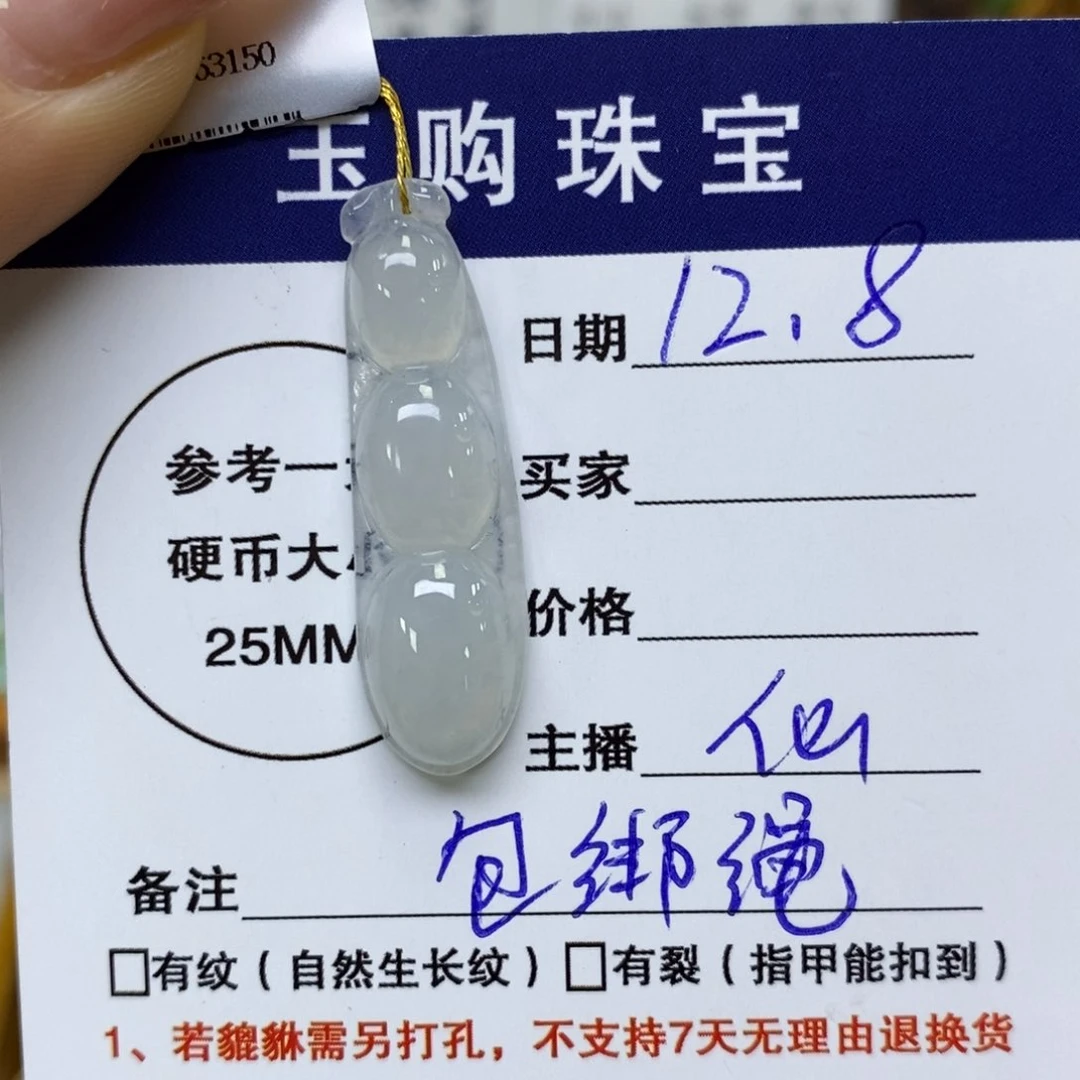 63150
玉购珠宝
日期 12.8
参考一
硬币大小
25MM
买家
价格
主播 仙
备注 包绑绳
□有纹（自然生长纹）□有裂（指甲能扣到）
1、若貔貅需另打孔，不支持7天无理由退换货